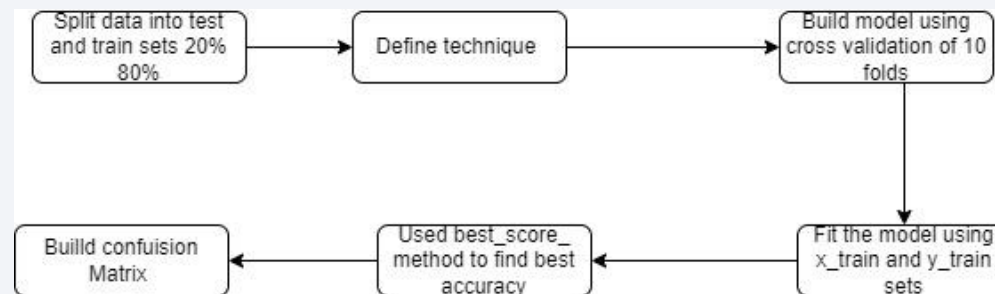 Split data into test
and train sets 20%
80%
Define technique
Build model using
cross validation of 10
folds
Fit the model using
x_train and y_train
sets
Used best_score_
method to find best
accuracy
Builld confuision
Matrix